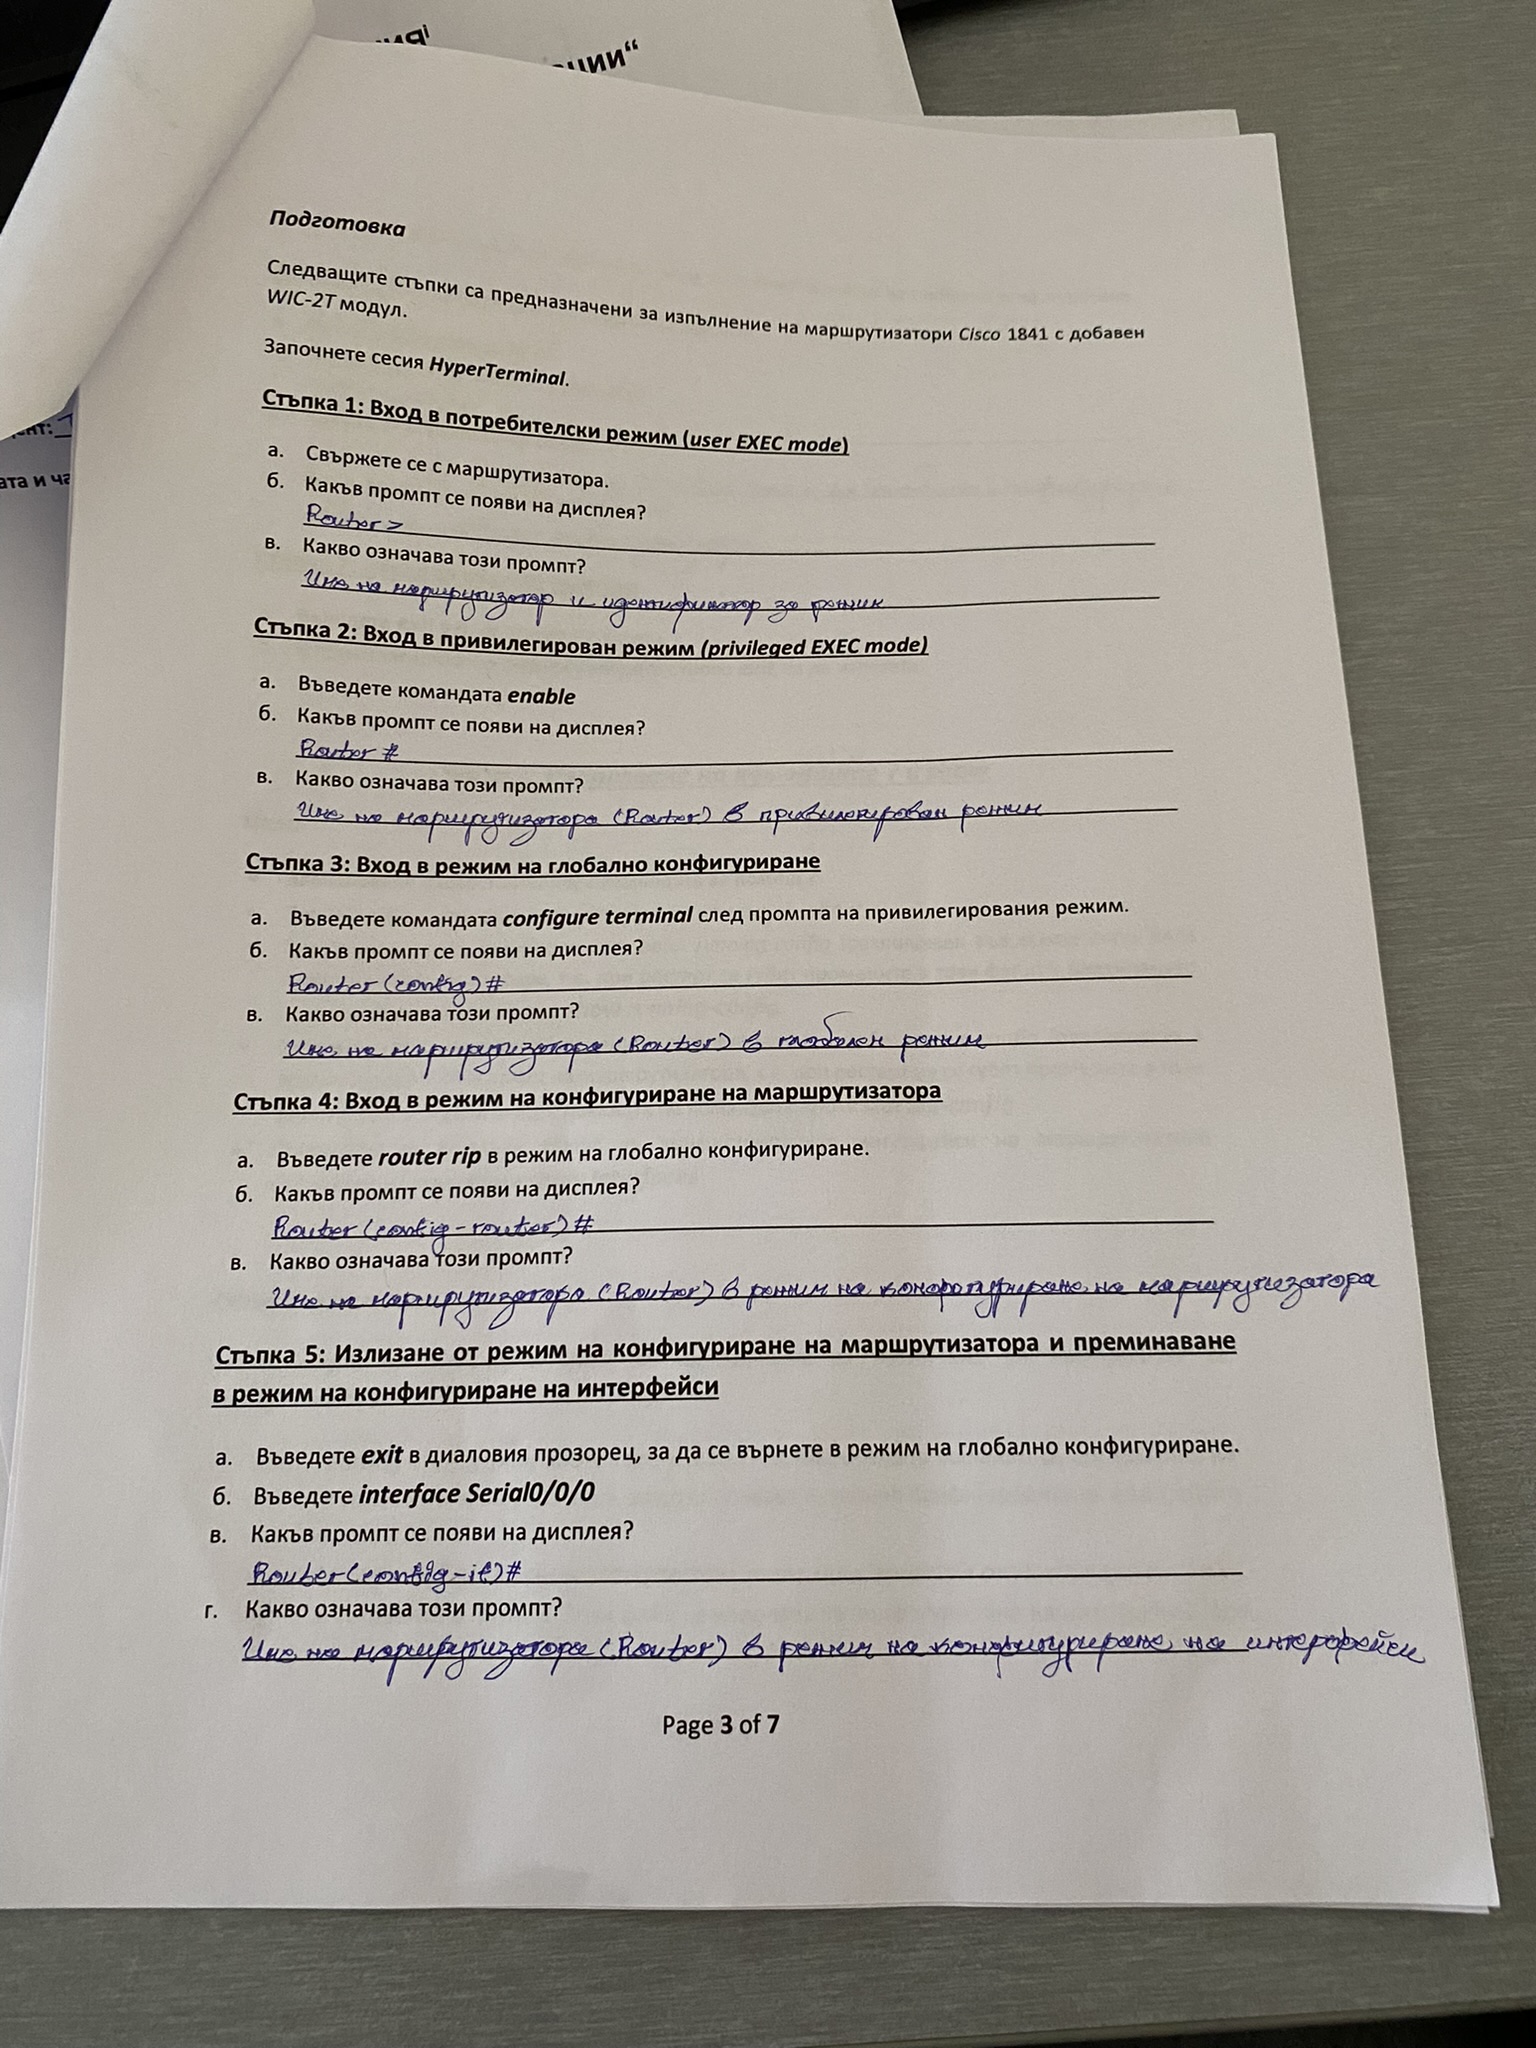 ции“
Подготовка
Следващите стъпки са предназначени за изпълнение на маршрутизатори Cisco 1841 с добавен
WIC-2T модул.
Започнете сесия HyperTerminal.
Стъпка 1: Вход в потребителски режим (user EXEC mode)
а. Свържете се с маршрутизатора.
б. Какъв промпт се появи на дисплея?
Router >
в. Какво означава този промпт?
Име на маршрутизатор и идентификатор за режим
Стъпка 2: Вход в привилегирован режим (privileged EXEC mode)
а. Въведете командата enable
б. Какъв промпт се появи на дисплея?
Router #
в. Какво означава този промпт?
Име на маршрутизатора (Router) в привилегирован режим
Стъпка 3: Вход в режим на глобално конфигуриране
а. Въведете командата configure terminal след промпта на привилегирования режим.
б. Какъв промпт се появи на дисплея?
Router (config) #
в. Какво означава този промпт?
Име на маршрутизатора (Router) в глобален режим
Стъпка 4: Вход в режим на конфигуриране на маршрутизатора
а. Въведете router rip в режим на глобално конфигуриране.
б. Какъв промпт се появи на дисплея?
Router (config-router) #
в. Какво означава този промпт?
Име на маршрутизатора (Router) в режим на конфигуриране на маршрутизатора
Стъпка 5: Излизане от режим на конфигуриране на маршрутизатора и преминаване
в режим на конфигуриране на интерфейси
а. Въведете exit в диаловия прозорец, за да се върнете в режим на глобално конфигуриране.
б. Въведете interface Serial0/0/0
в. Какъв промпт се появи на дисплея?
Router(config-if)#
г. Какво означава този промпт?
Име на маршрутизатора (Router) в режим на конфигуриране на интерфейси
Page 3 of 7